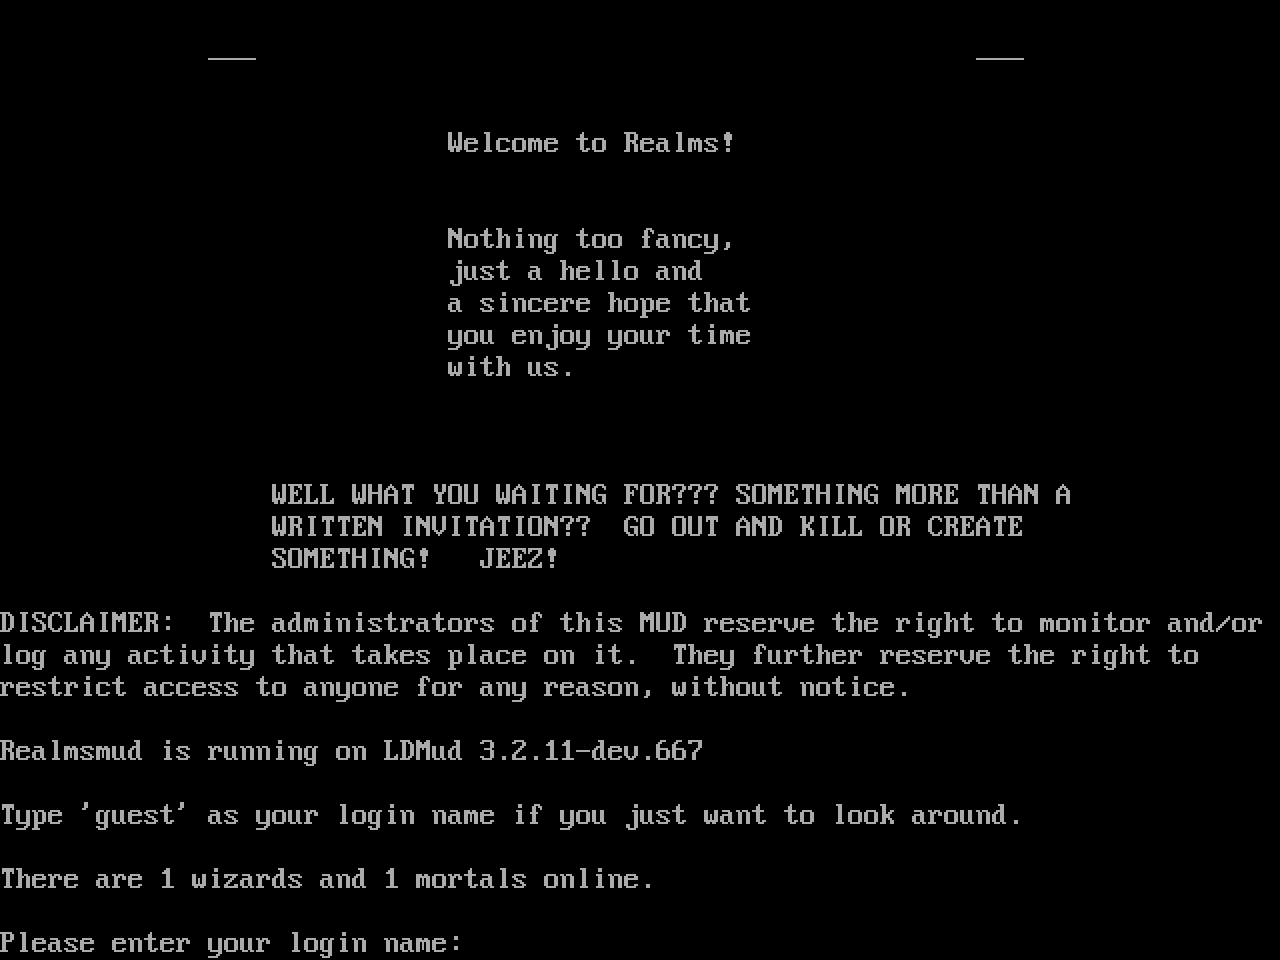 Welcome to Realms!
Nothing too fancy,
just a hello and
a sincere hope that
you enjoy your time
with us.
WELL WHAT YOU WAITING FOR??? SOMETHING MORE THAN A
WRITTEN INVITATION??  GO OUT AND KILL OR CREATE
SOMETHING!   JEEZ!
DISCLAIMER:  The administrators of this MUD reserve the right to monitor and/or
log any activity that takes place on it.  They further reserve the right to
restrict access to anyone for any reason, without notice.
Realmsmud is running on LDMud 3.2.11-dev.667
Type 'guest' as your login name if you just want to look around.
There are 1 wizards and 1 mortals online.
Please enter your login name: